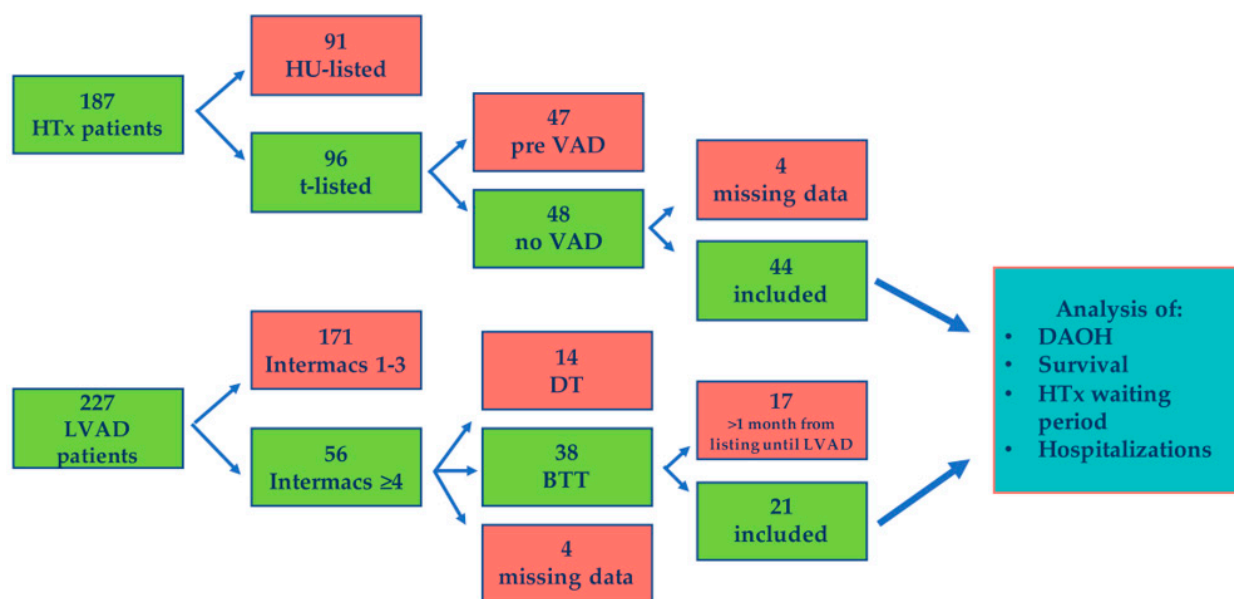 187
HTx patients
91
HU-listed
96
t-listed
47
pre VAD
48
no VAD
4
missing data
44
included
227
LVAD
patients
171
Intermacs 1-3
56
Intermacs ≥4
14
DT
38
BTT
4
missing data
17
>1 month from
listing until LVAD
21
included
Analysis of:
• DAOH
• Survival
• HTx waiting
period
• Hospitalizations